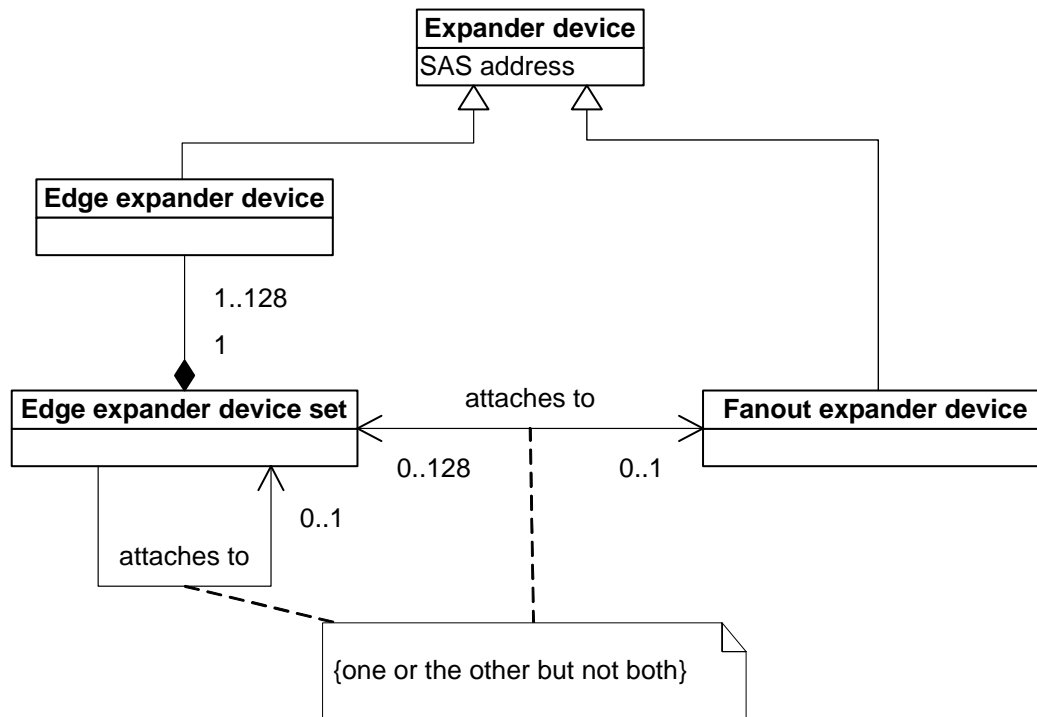 Expander device
SAS address
Edge expander device
1..128
1
Edge expander device set
attaches to
Fanout expander device
0..128
0..1
0..1
attaches to
{one or the other but not both}